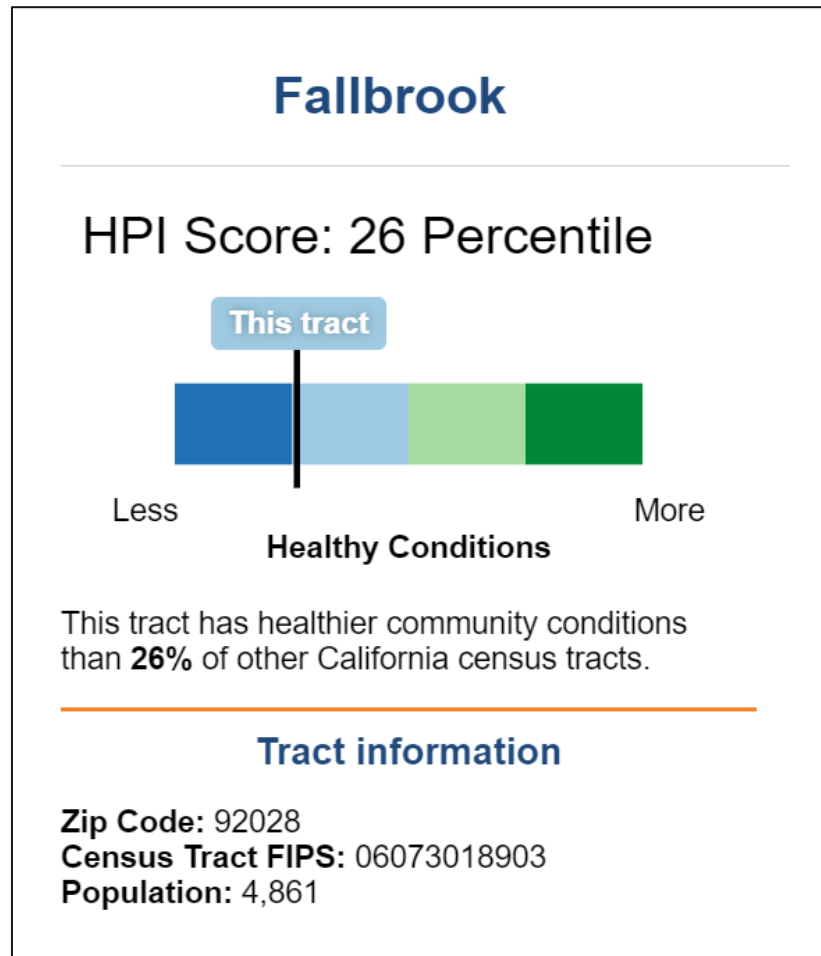 Fallbrook
HPI Score: 26 Percentile
This tract
Less
More
Healthy Conditions
This tract has healthier community conditions
than 26% of other California census tracts.
Tract information
Zip Code: 92028
Census Tract FIPS: 06073018903
Population: 4,861